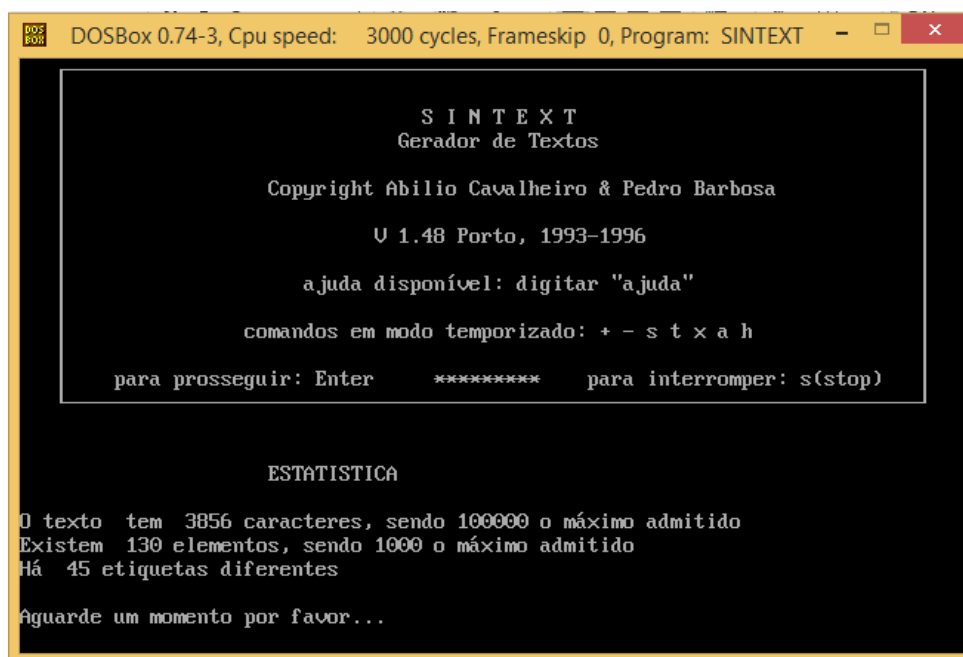 DOS BOX DOSBox 0.74-3, Cpu speed: 3000 cycles, Frameskip 0, Program: SINTEXT
S I N T E X T
Gerador de Textos
Copyright Abilio Cavalheiro & Pedro Barbosa
V 1.48 Porto, 1993-1996
ajuda disponível: digitar "ajuda"
comandos em modo temporizado: + - s t x a h
para prosseguir: Enter ********* para interromper: s(stop)
ESTATISTICA
O texto tem 3856 caracteres, sendo 100000 o máximo admitido
Existem 130 elementos, sendo 1000 o máximo admitido
Há 45 etiquetas diferentes
Aguarde um momento por favor...